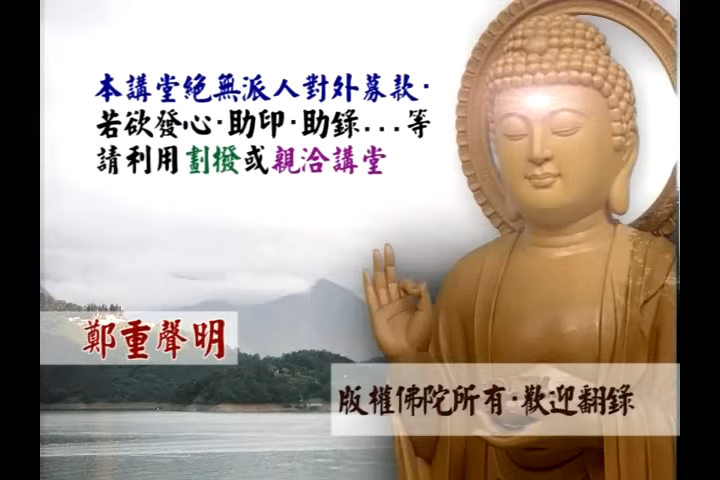 本講堂絕無派人對外募款·
若欲發心·助印·助錄...等
請利用劃撥或親洽講堂
鄭重聲明
版權佛陀所有·歡迎翻錄